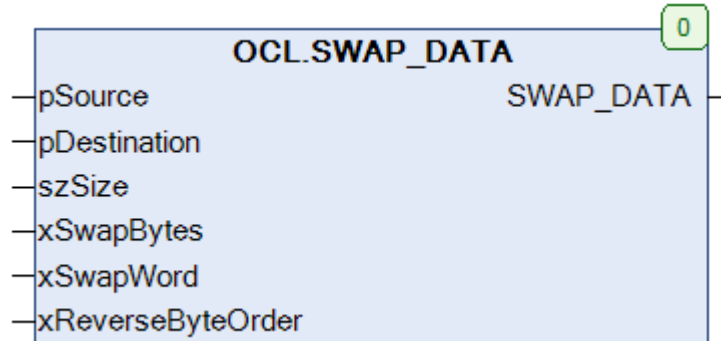 0
OCL.SWAP_DATA
pSource SWAP_DATA
pDestination
szSize
xSwapBytes
xSwapWord
xReverseByteOrder